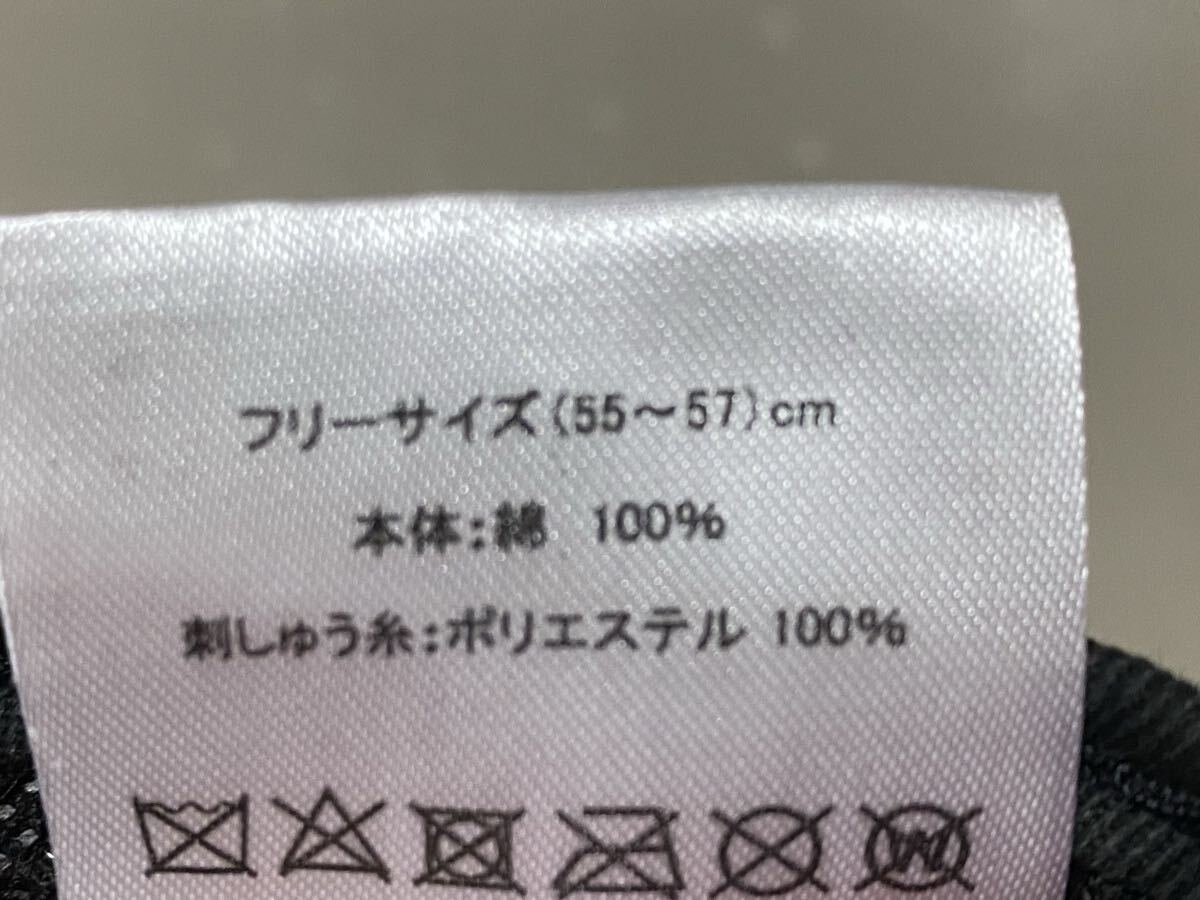 フリーサイズ(55～57)cm
本体:綿 100%
刺しゅう糸:ポリエステル 100%
W